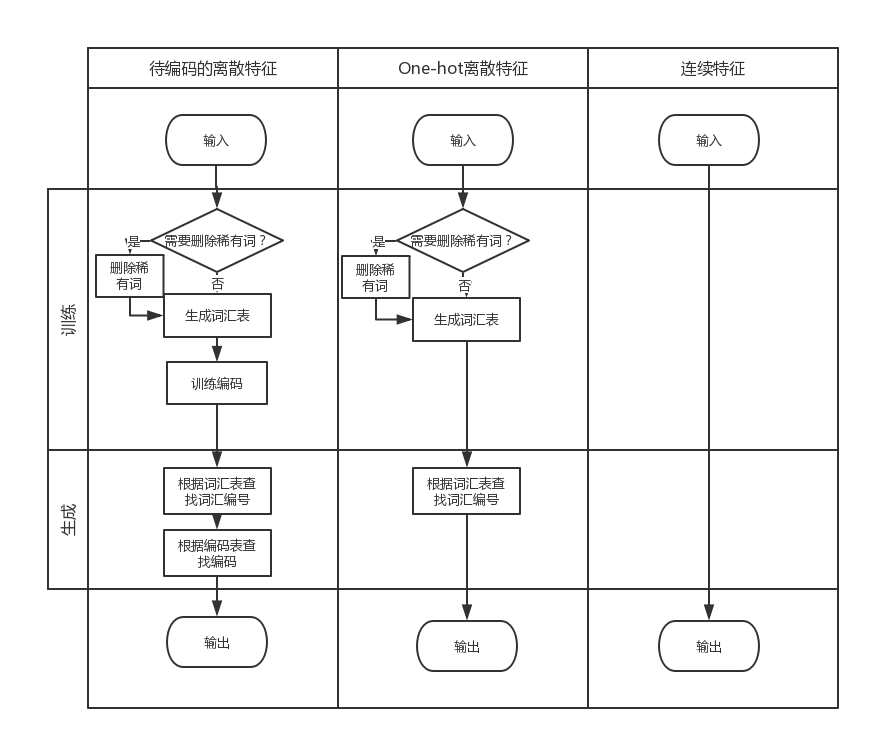 待编码的离散特征
One-hot离散特征
连续特征
输入
输入
输入
训练
需要删除稀有词？
是
删除稀
有词
否
生成词汇表
训练编码
需要删除稀有词？
是
删除稀
有词
否
生成词汇表
生成
根据词汇表查
找词汇编号
根据编码表查
找编码
根据词汇表查
找词汇编号
输出
输出
输出